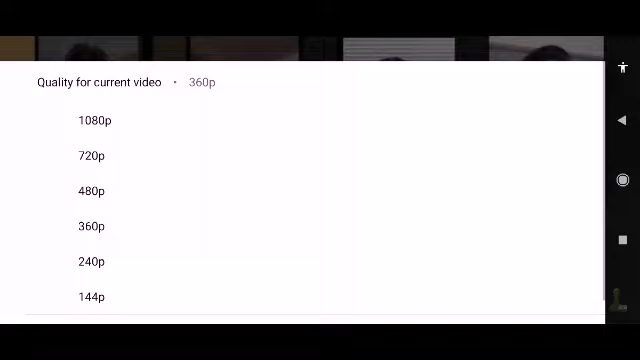 Quality for current video • 360p
1080p
720p
480p
360p
240p
144p